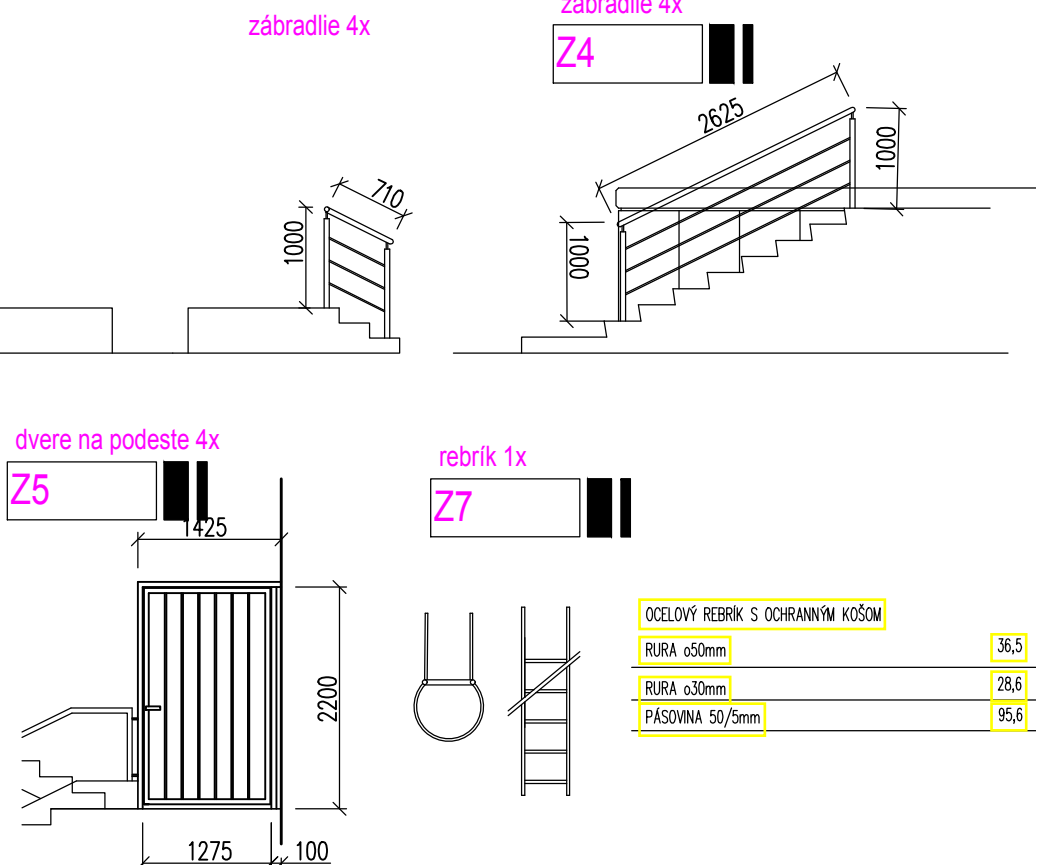 zábradlie 4x
zábradlie 4x
Z4
2625
1000
1000
710
1000
dvere na podeste 4x
Z5
1425
2200
1275
100
rebrík 1x
Z7
OCELOVÝ REBRÍK S OCHRANNÝM KOŠOM
RURA o50mm 36,5
RURA o30mm 28,6
PÁSOVINA 50/5mm 95,6